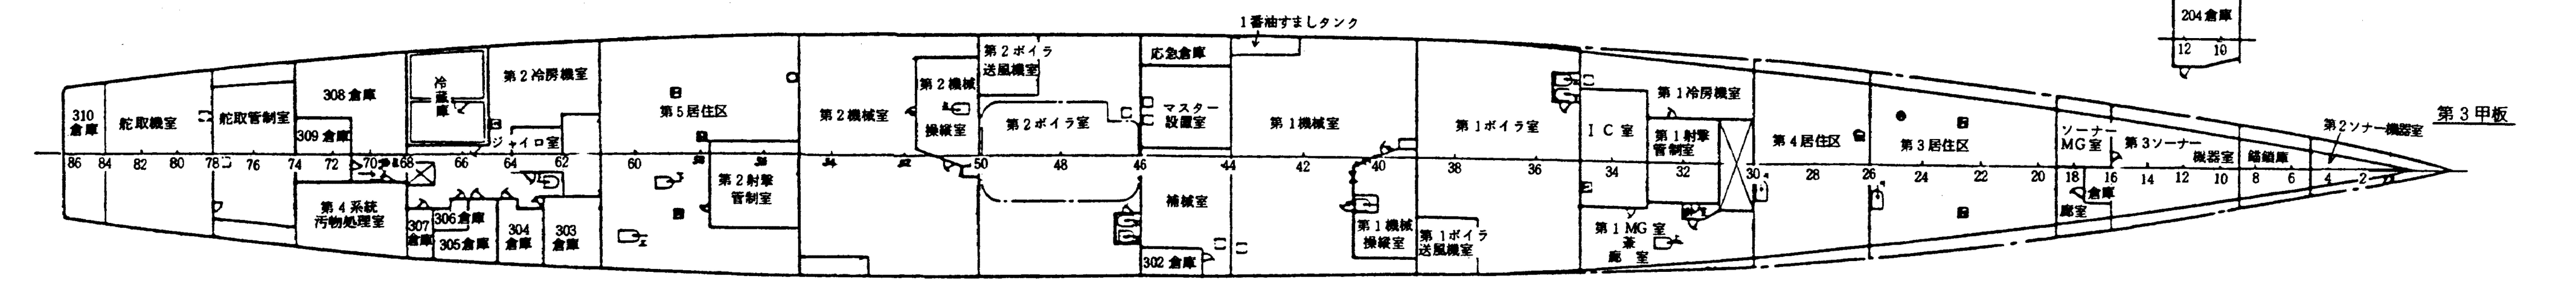 1番油すましタンク
204倉庫
12 10
第3甲板
310
倉庫
舵取機室
舵取管制室
308倉庫
309倉庫
冷蔵庫
第2冷房機室
ジャイロ室
第5居住区
第2機械室
第2機械
操縦室
第2ボイラ
送風機室
第2ボイラ室
応急倉庫
マスター
設置室
第1機械室
第1ボイラ室
IC室
第1冷房機室
第1射撃
管制室
第4居住区
第3居住区
ソーナー
MG室
第3ソーナー
機器室
錨鎖庫
第2ソナー機器室
86 84 82 80 78 76 74 72 70 68 66 64 62 60 58 56 54 52 50 48 46 44 42 40 38 36 34 32 30 28 26 24 22 20 18 16 14 12 10 8 6 4 2
第4系統
汚物処理室
307
倉庫
306倉庫
305倉庫
304
倉庫
303
倉庫
第2射撃
管制室
補械室
302倉庫
第1機械
操縦室
第1ボイラ
送風機室
第1MG室
兼
廊室
倉庫
廊室